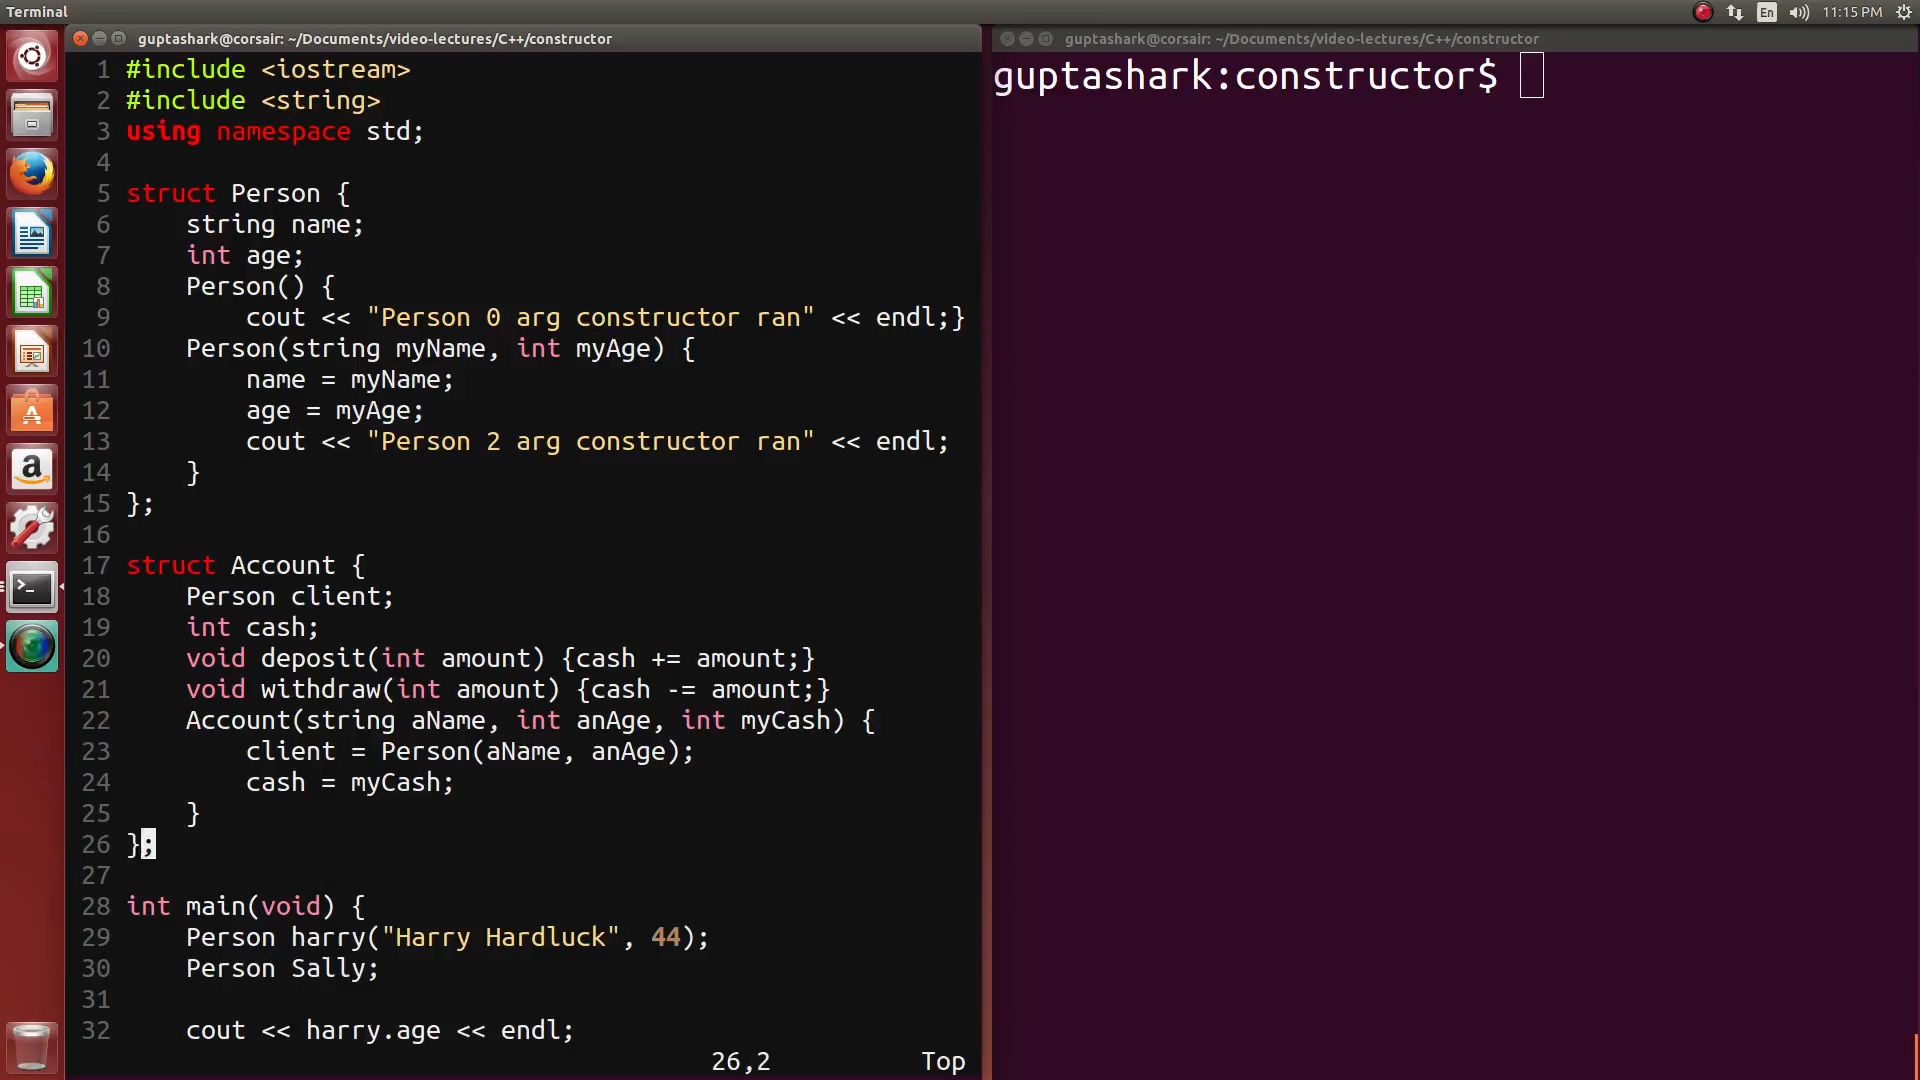 Terminal
En
11:15 PM
guptashark@corsair: ~/Documents/video-lectures/C++/constructor
1 #include <iostream>
2 #include <string>
3 using namespace std;
4
5 struct Person {
6     string name;
7     int age;
8     Person() {
9         cout << "Person 0 arg constructor ran" << endl;}
10     Person(string myName, int myAge) {
11         name = myName;
12         age = myAge;
13         cout << "Person 2 arg constructor ran" << endl;
14     }
15 };
16
17 struct Account {
18     Person client;
19     int cash;
20     void deposit(int amount) {cash += amount;}
21     void withdraw(int amount) {cash -= amount;}
22     Account(string aName, int anAge, int myCash) {
23         client = Person(aName, anAge);
24         cash = myCash;
25     }
26 };
27
28 int main(void) {
29     Person harry("Harry Hardluck", 44);
30     Person Sally;
31
32     cout << harry.age << endl;
26,2 Top
guptashark@corsair: ~/Documents/video-lectures/C++/constructor
guptashark:constructor$